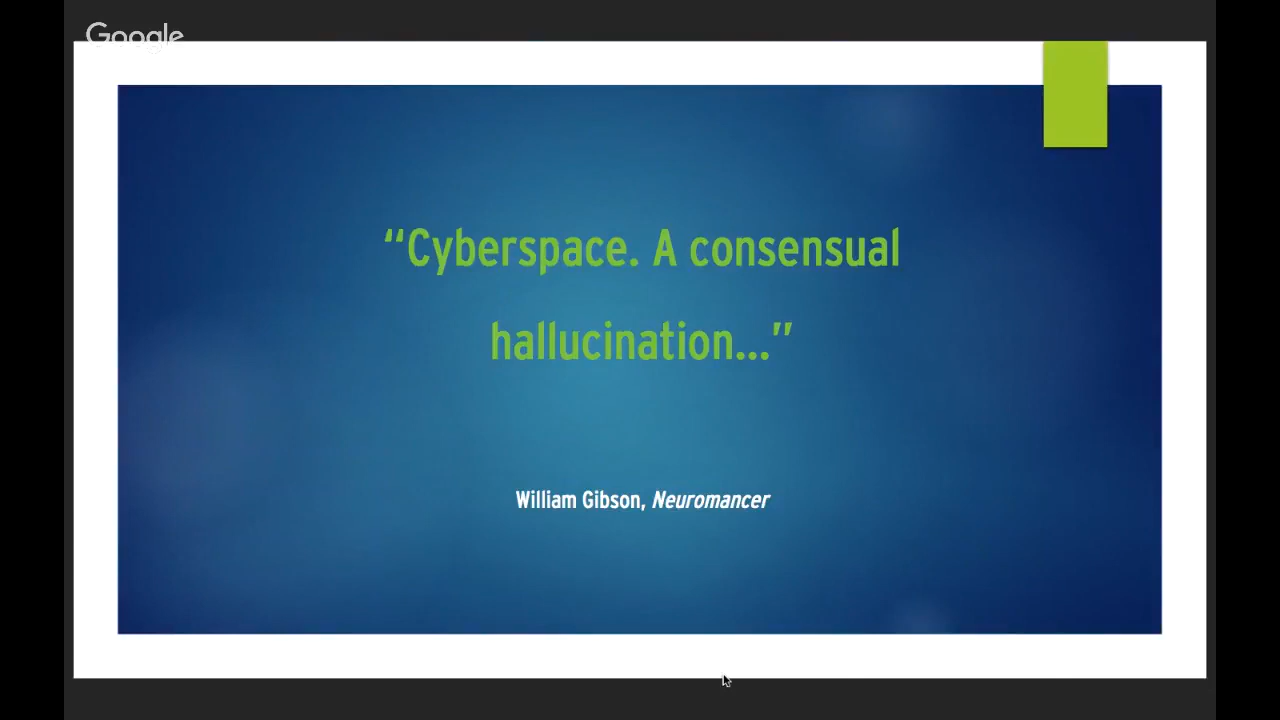 Google
“Cyberspace. A consensual
hallucination...”
William Gibson, Neuromancer